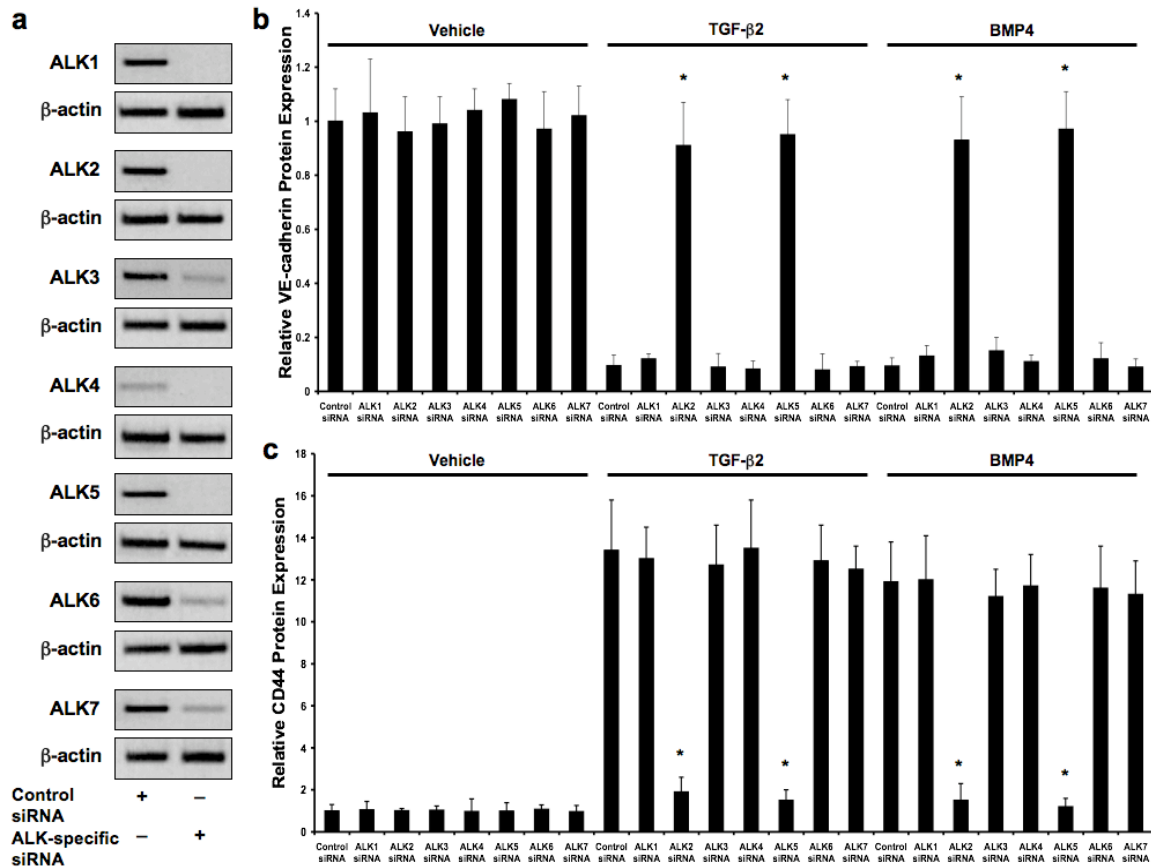 a
ALK1
β-actin
ALK2
β-actin
ALK3
β-actin
ALK4
β-actin
ALK5
β-actin
ALK6
β-actin
ALK7
β-actin
Control siRNA + –
ALK-specific siRNA – +
b
Vehicle TGF-β2 BMP4
Relative VE-cadherin Protein Expression
1.4
1.2
1
0.8
0.6
0.4
0.2
0
* * * *
Control ALK1 ALK2 ALK3 ALK4 ALK5 ALK6 ALK7 Control ALK1 ALK2 ALK3 ALK4 ALK5 ALK6 ALK7 Control ALK1 ALK2 ALK3 ALK4 ALK5 ALK6 ALK7
siRNA siRNA siRNA siRNA siRNA siRNA siRNA siRNA siRNA siRNA siRNA siRNA siRNA siRNA siRNA siRNA siRNA siRNA siRNA siRNA siRNA siRNA siRNA siRNA
c
Vehicle TGF-β2 BMP4
Relative CD44 Protein Expression
18
16
14
12
10
8
6
4
2
0
* * * *
Control ALK1 ALK2 ALK3 ALK4 ALK5 ALK6 ALK7 Control ALK1 ALK2 ALK3 ALK4 ALK5 ALK6 ALK7 Control ALK1 ALK2 ALK3 ALK4 ALK5 ALK6 ALK7
siRNA siRNA siRNA siRNA siRNA siRNA siRNA siRNA siRNA siRNA siRNA siRNA siRNA siRNA siRNA siRNA siRNA siRNA siRNA siRNA siRNA siRNA siRNA siRNA